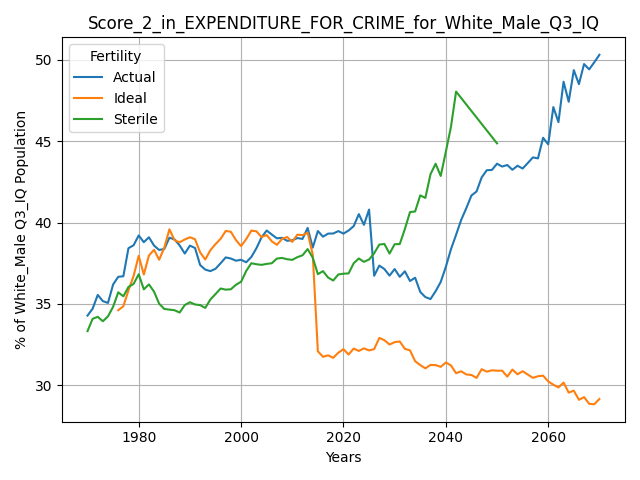 Score_2_in_EXPENDITURE_FOR_CRIME_for_White_Male_Q3_IQ
Fertility
Actual
Ideal
Sterile
% of White_Male Q3_IQ Population
50
45
40
35
30
1980
2000
2020
2040
2060
Years